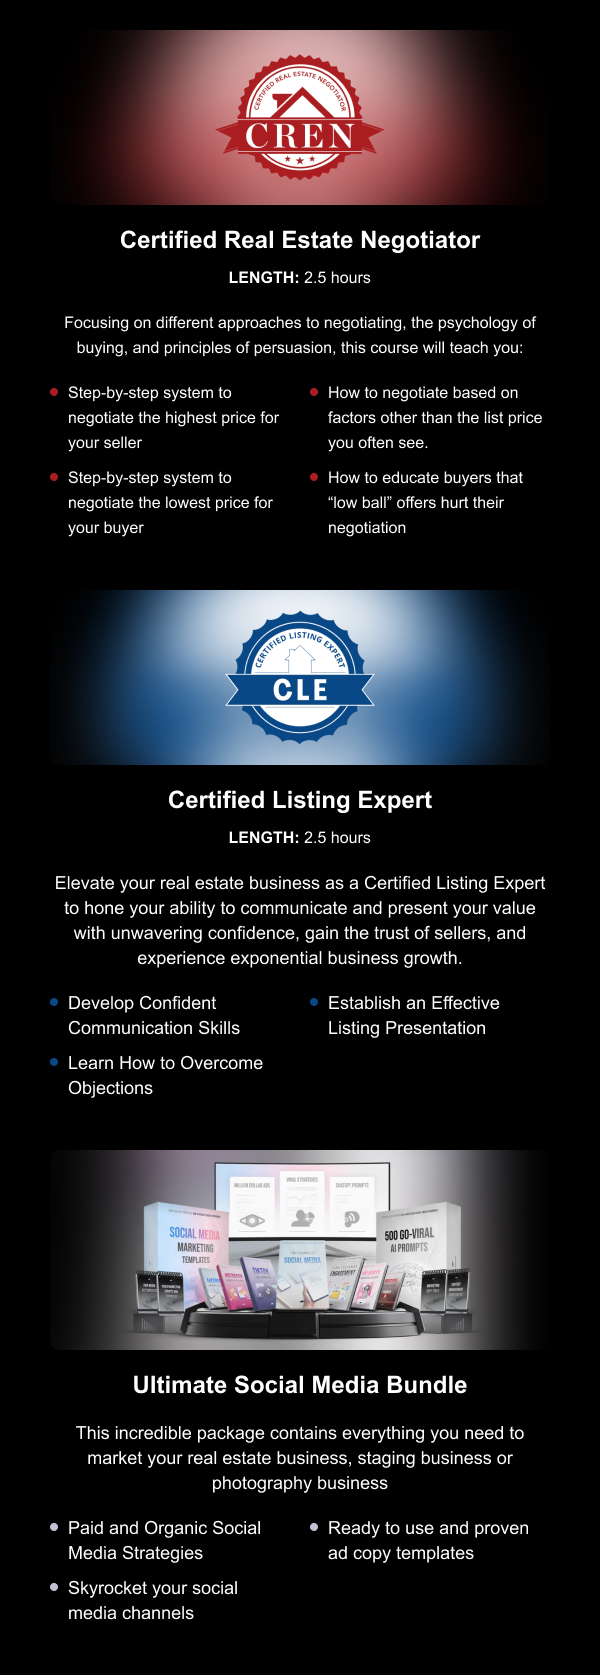 CERTIFIED REAL ESTATE NEGOTIATOR
CREN
Certified Real Estate Negotiator
LENGTH: 2.5 hours
Focusing on different approaches to negotiating, the psychology of
buying, and principles of persuasion, this course will teach you:
Step-by-step system to
negotiate the highest price for
your seller
How to negotiate based on
factors other than the list price
you often see.
Step-by-step system to
negotiate the lowest price for
your buyer
How to educate buyers that
“low ball” offers hurt their
negotiation
CERTIFIED LISTING EXPERT
CLE
Certified Listing Expert
LENGTH: 2.5 hours
Elevate your real estate business as a Certified Listing Expert
to hone your ability to communicate and present your value
with unwavering confidence, gain the trust of sellers, and
experience exponential business growth.
Develop Confident
Communication Skills
Establish an Effective
Listing Presentation
Learn How to Overcome
Objections
MILLION DOLLAR ADS
VIRAL STRATEGIES
CHATGPT PROMPTS
SOCIAL MEDIA
MARKETING
TEMPLATES
500 GO-VIRAL
AI PROMPTS
SOCIAL MEDIA
Ultimate Social Media Bundle
This incredible package contains everything you need to
market your real estate business, staging business or
photography business
Paid and Organic Social
Media Strategies
Ready to use and proven
ad copy templates
Skyrocket your social
media channels